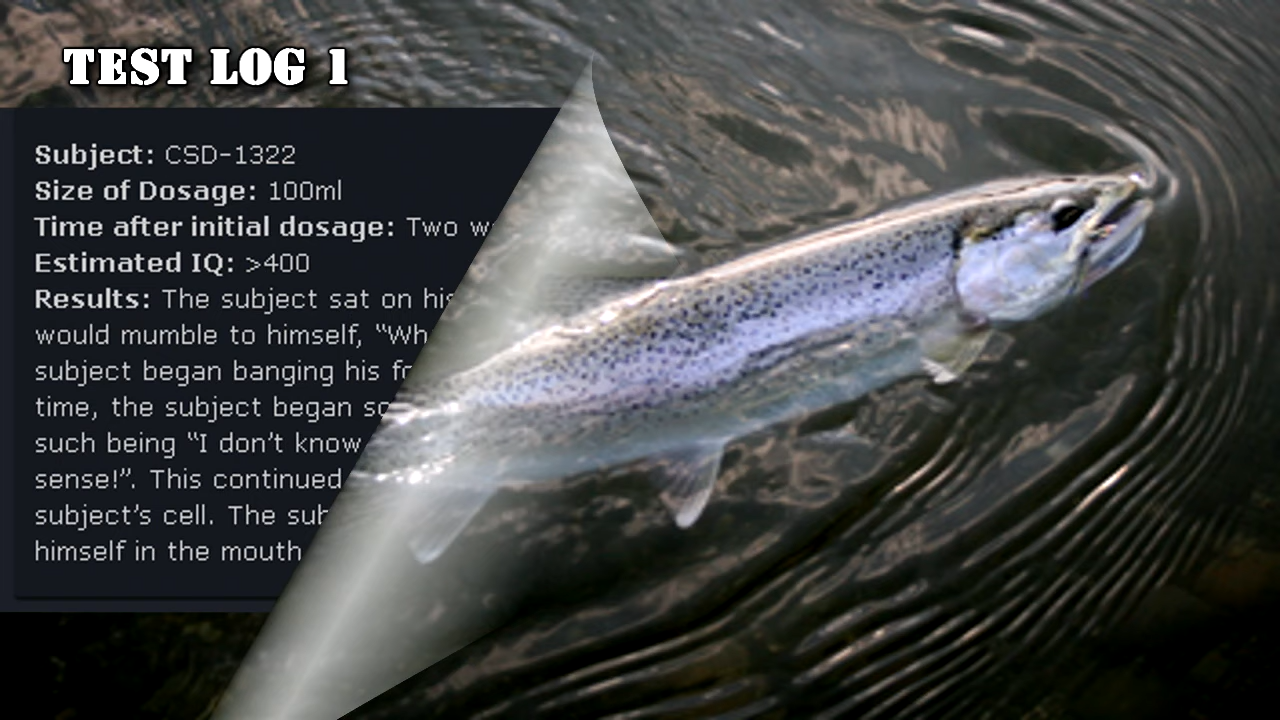 TEST LOG 1
Subject: CSD-1322
Size of Dosage: 100ml
Time after initial dosage: Two
Estimated IQ: >400
Results: The subject sat on his
would mumble to himself, “Wh
subject began banging his
time, the subject began
such being “I don’t know
sense!”. This continued
subject’s cell. The
himself in the mouth